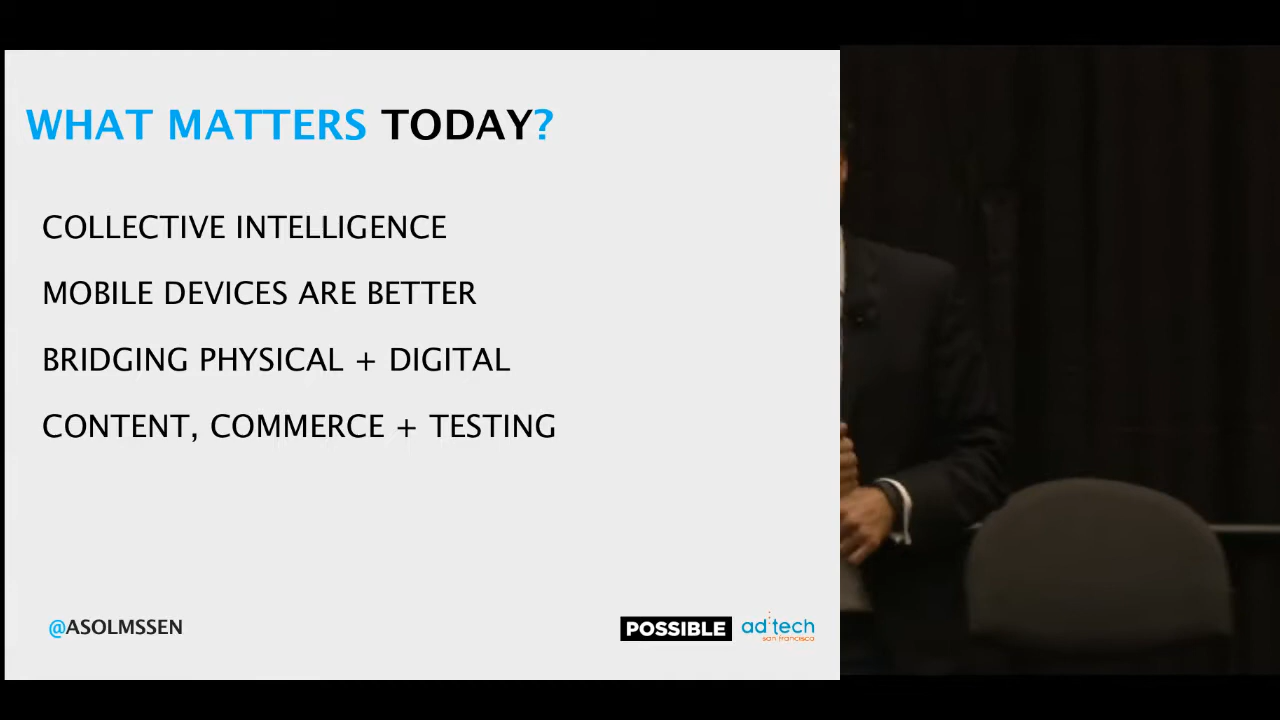 WHAT MATTERS TODAY?
COLLECTIVE INTELLIGENCE
MOBILE DEVICES ARE BETTER
BRIDGING PHYSICAL + DIGITAL
CONTENT, COMMERCE + TESTING
@ASOLMSSEN
POSSIBLE
ad:tech
san francisco